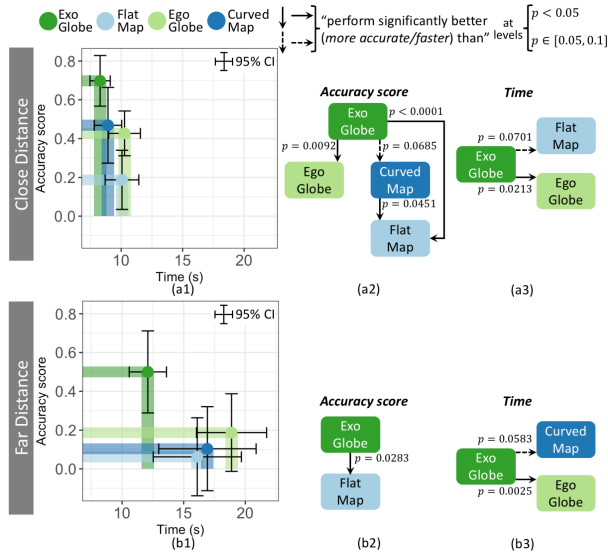 Exo Globe
Flat Map
Ego Globe
Curved Map
“perform significantly better
(more accurate/faster) than”
at levels
p < 0.05
p ∈ [0.05, 0.1]
Close Distance
Accuracy score
0.8
0.6
0.4
0.2
0.0
95% CI
10
15
20
Time (s)
(a1)
Accuracy score
Exo
Globe
p < 0.0001
p = 0.0092
p = 0.0685
Ego
Globe
Curved
Map
p = 0.0451
Flat
Map
(a2)
Time
p = 0.0701
Flat
Map
Exo
Globe
p = 0.0213
Ego
Globe
(a3)
Far Distance
Accuracy score
0.8
0.6
0.4
0.2
0.0
95% CI
10
15
20
Time (s)
(b1)
Accuracy score
Exo
Globe
p = 0.0283
Flat
Map
(b2)
Time
p = 0.0583
Curved
Map
Exo
Globe
p = 0.0025
Ego
Globe
(b3)